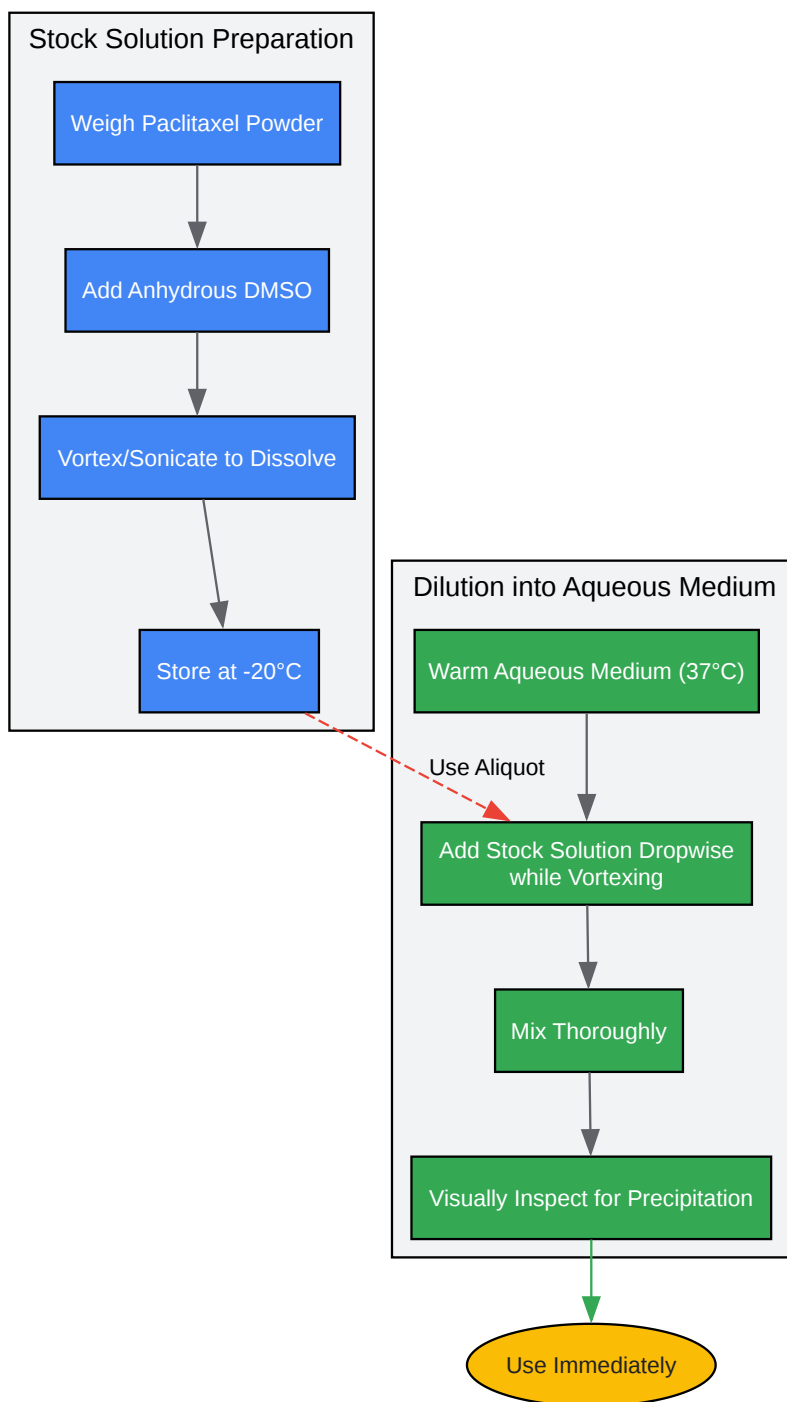 Stock Solution Preparation
Weigh Paclitaxel Powder
Add Anhydrous DMSO
Vortex/Sonicate to Dissolve
Store at -20°C
Dilution into Aqueous Medium
Warm Aqueous Medium (37°C)
Use Aliquot
Add Stock Solution Dropwise
while Vortexing
Mix Thoroughly
Visually Inspect for Precipitation
Use Immediately